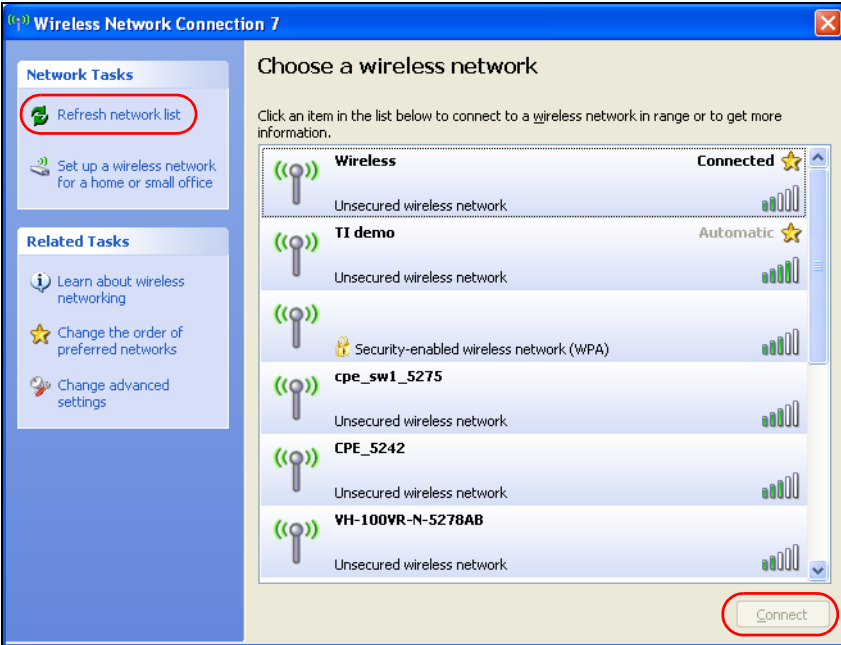 Wireless Network Connection 7
Network Tasks
Refresh network list
Set up a wireless network
for a home or small office
Related Tasks
Learn about wireless
networking
Change the order of
preferred networks
Change advanced
settings
Choose a wireless network
Click an item in the list below to connect to a wireless network in range or to get more
information.
Wireless Connected
Unsecured wireless network
TI demo Automatic
Unsecured wireless network
Security-enabled wireless network (WPA)
cpe_sw1_5275
Unsecured wireless network
CPE_5242
Unsecured wireless network
VH-100VR-N-5278AB
Unsecured wireless network
Connect